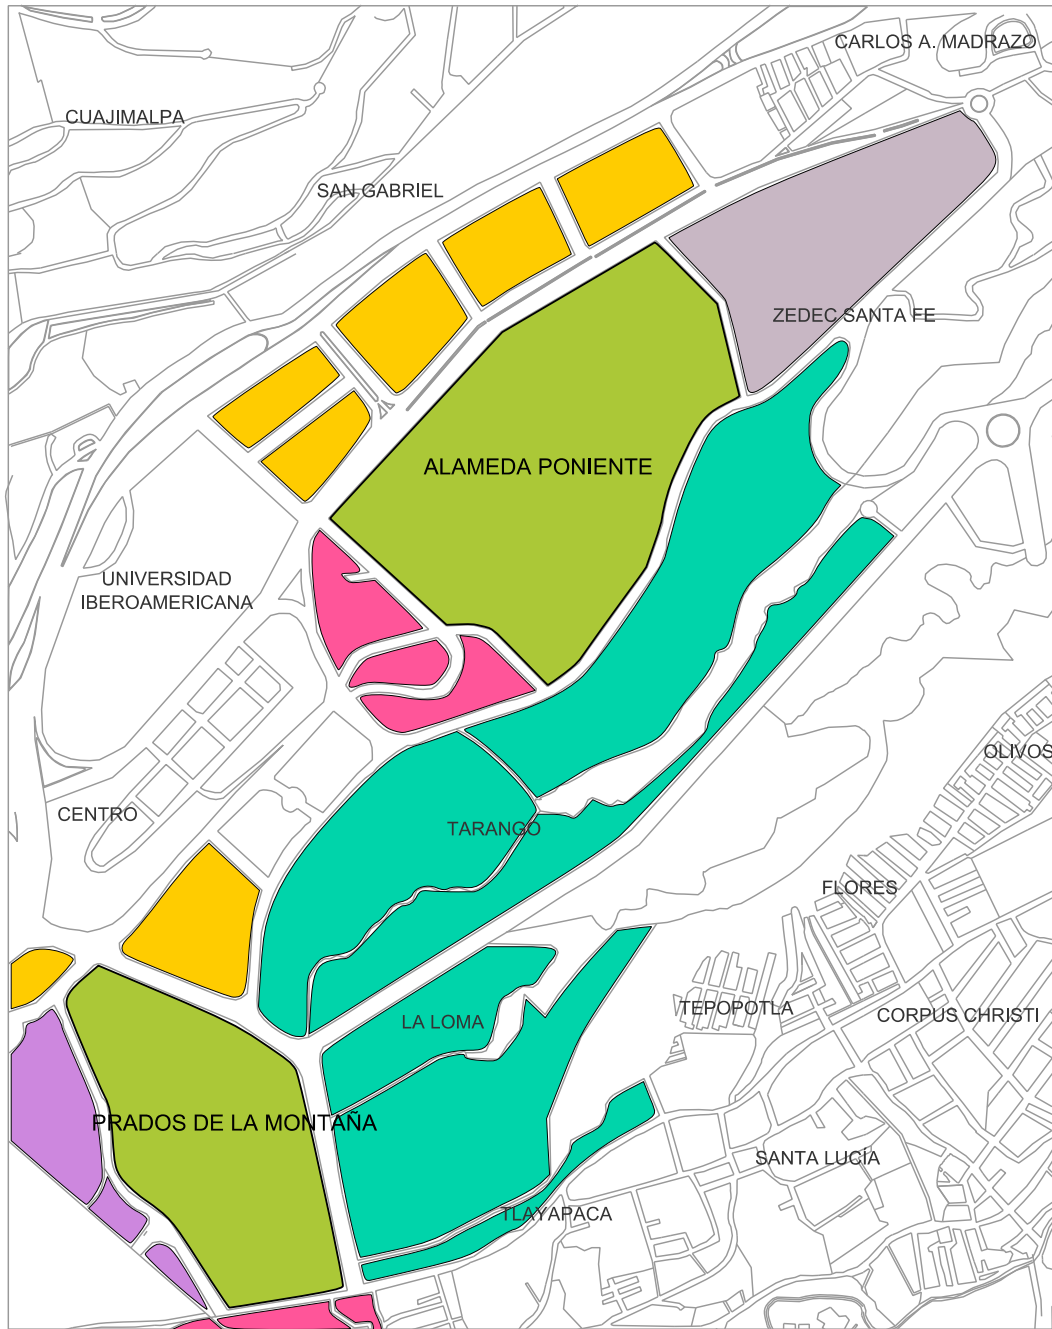 CARLOS A. MADRAZO
CUAJIMALPA
SAN GABRIEL
ZEDEC SANTA FE
ALAMEDA PONIENTE
UNIVERSIDAD
IBEROAMERICANA
OLIVOS
CENTRO
TARANGO
FLORES
TEPOPOTLA
CORPUS CHRISTI
LA LOMA
PRADOS DE LA MONTAÑA
SANTA LUCÍA
TLAYAPACA